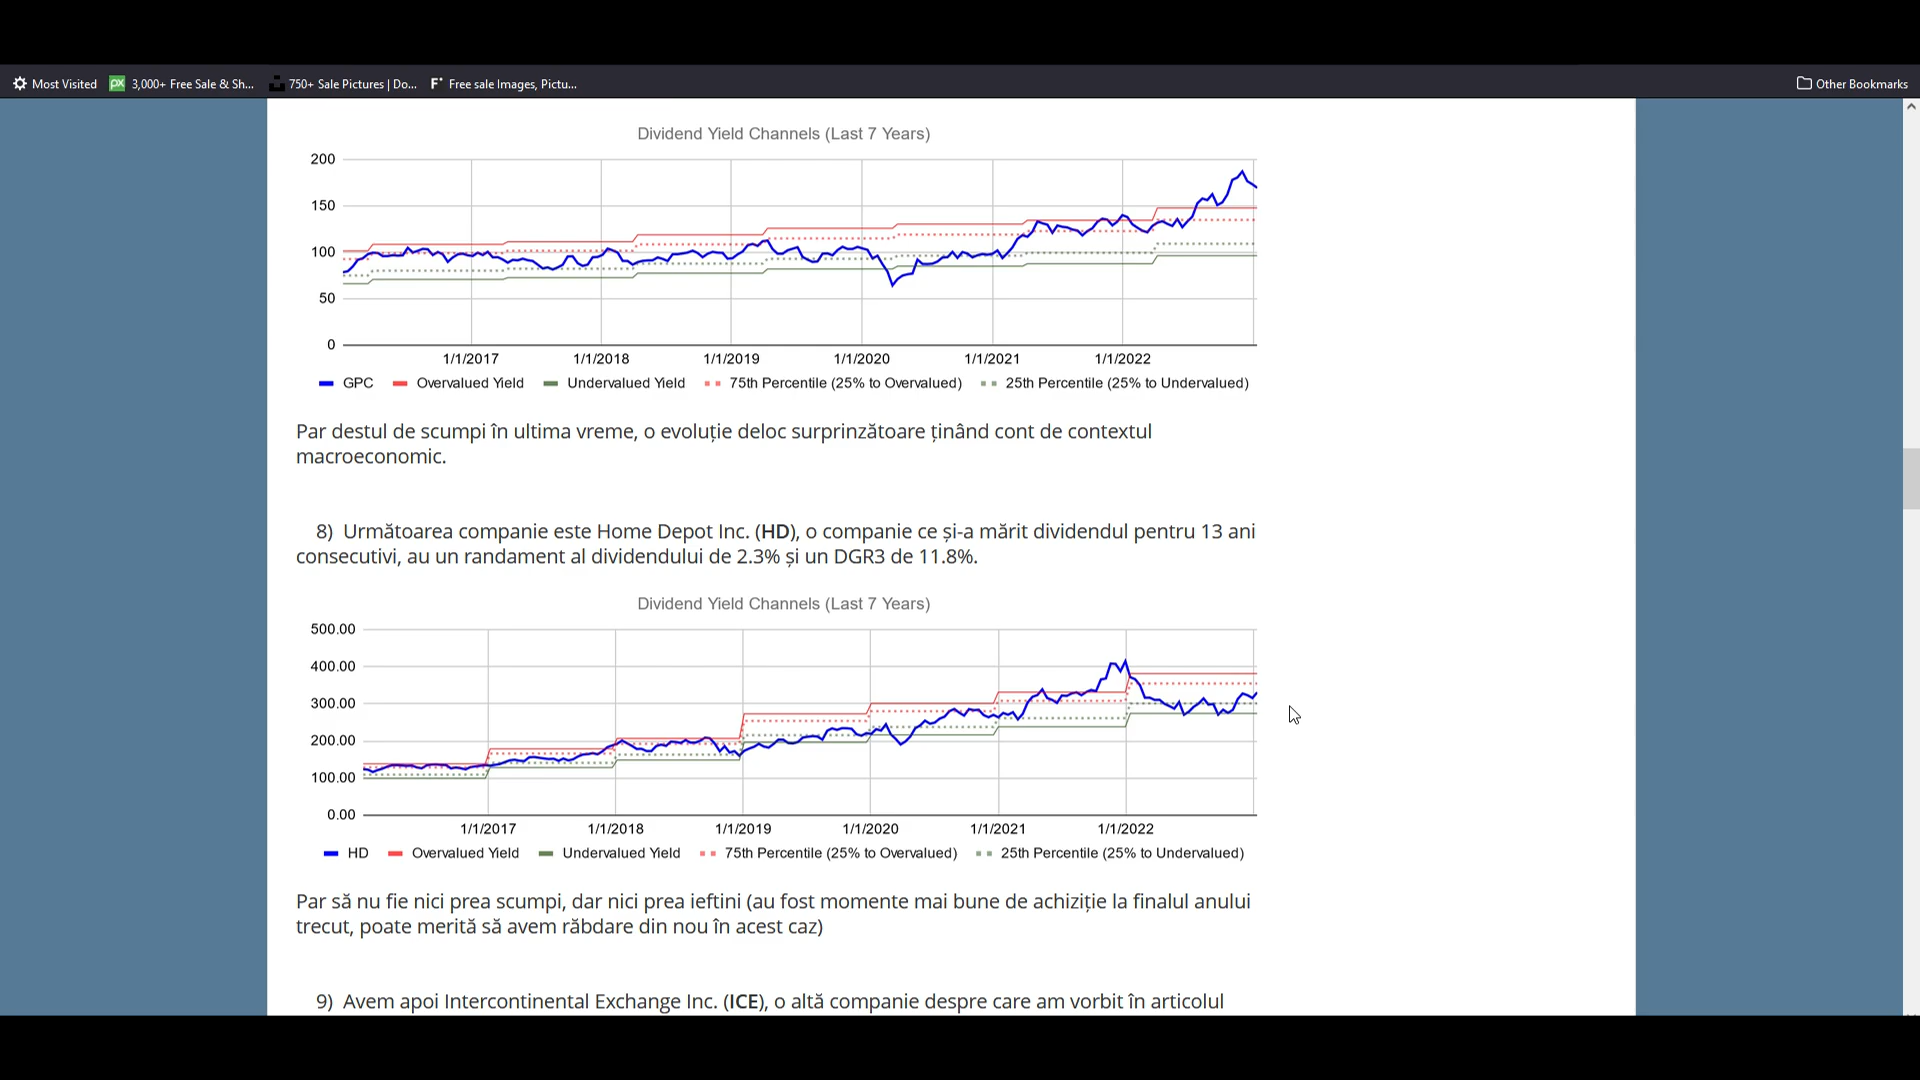 Most Visited
3,000+ Free Sale & Sh...
750+ Sale Pictures | Do...
Free sale Images, Pictu...
Other Bookmarks
Dividend Yield Channels (Last 7 Years)
200
150
100
50
0
1/1/2017 1/1/2018 1/1/2019 1/1/2020 1/1/2021 1/1/2022
GPC Overvalued Yield Undervalued Yield 75th Percentile (25% to Overvalued) 25th Percentile (25% to Undervalued)
Par destul de scumpi în ultima vreme, o evoluție deloc surprinzătoare ținând cont de contextul
macroeconomic.
8) Următoarea companie este Home Depot Inc. (HD), o companie ce și-a mărit dividendul pentru 13 ani
consecutivi, au un randament al dividendului de 2.3% și un DGR3 de 11.8%.
Dividend Yield Channels (Last 7 Years)
500.00
400.00
300.00
200.00
100.00
0.00
1/1/2017 1/1/2018 1/1/2019 1/1/2020 1/1/2021 1/1/2022
HD Overvalued Yield Undervalued Yield 75th Percentile (25% to Overvalued) 25th Percentile (25% to Undervalued)
Par să nu fie nici prea scumpi, dar nici prea ieftini (au fost momente mai bune de achiziție la finalul anului
trecut, poate merită să avem răbdare din nou în acest caz)
9) Avem apoi Intercontinental Exchange Inc. (ICE), o altă companie despre care am vorbit în articolul